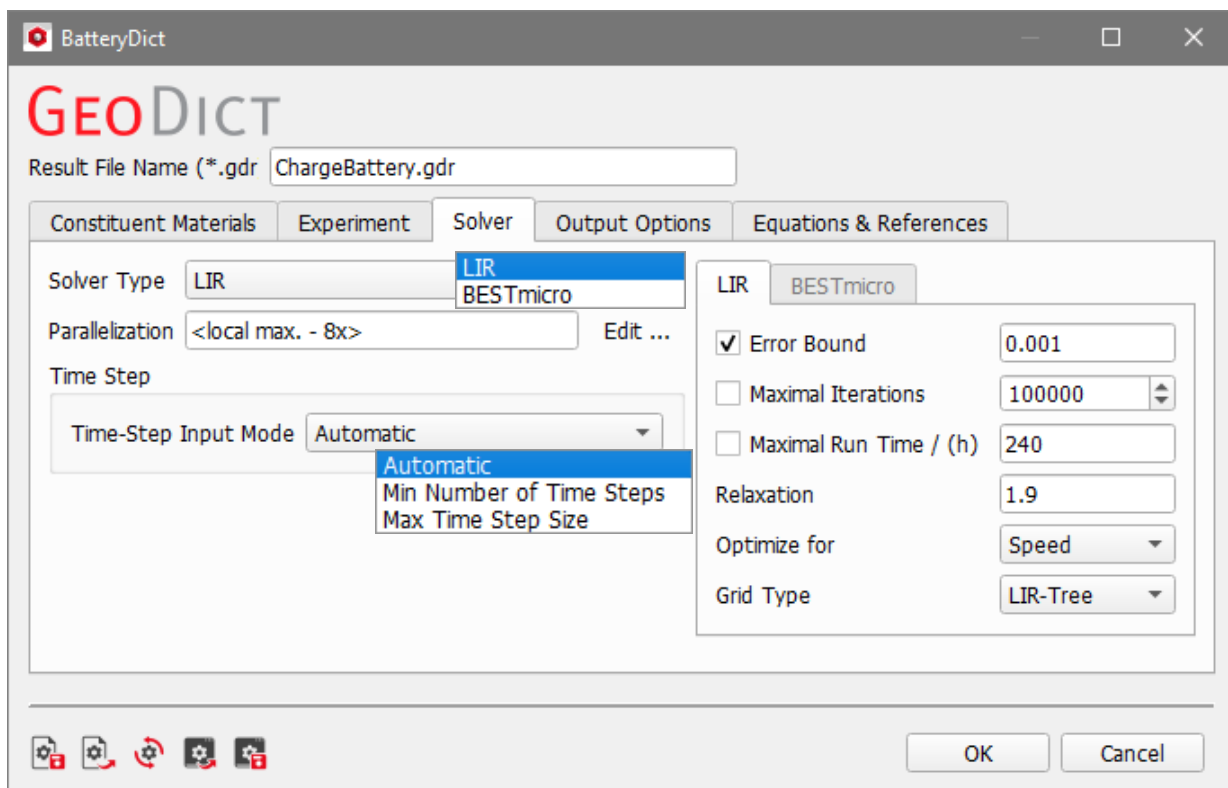 BatteryDict
GEODICT
Result File Name (*.gdr ChargeBattery.gdr
Constituent Materials Experiment Solver Output Options Equations & References
Solver Type LIR
LIR
BESTmicro
Parallelization <local max. - 8x> Edit ...
Time Step
Time-Step Input Mode Automatic
Automatic
Min Number of Time Steps
Max Time Step Size
LIR BESTmicro
Error Bound 0.001
Maximal Iterations 100000
Maximal Run Time / (h) 240
Relaxation 1.9
Optimize for Speed
Grid Type LIR-Tree
OK Cancel